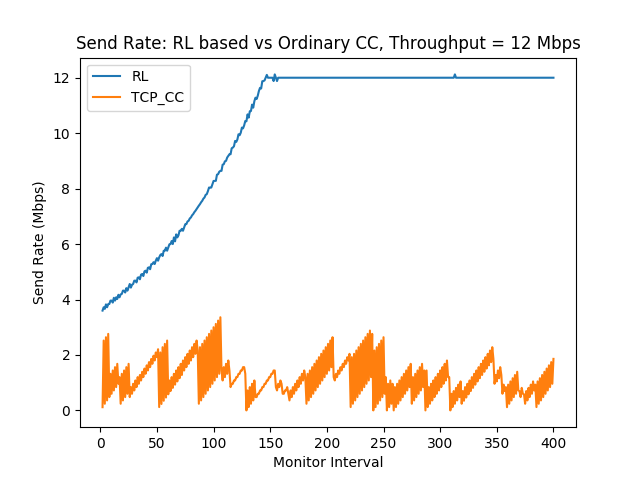 Send Rate: RL based vs Ordinary CC, Throughput = 12 Mbps
RL
TCP_CC
Send Rate (Mbps)
12
10
8
6
4
2
0
0 50 100 150 200 250 300 350 400
Monitor Interval